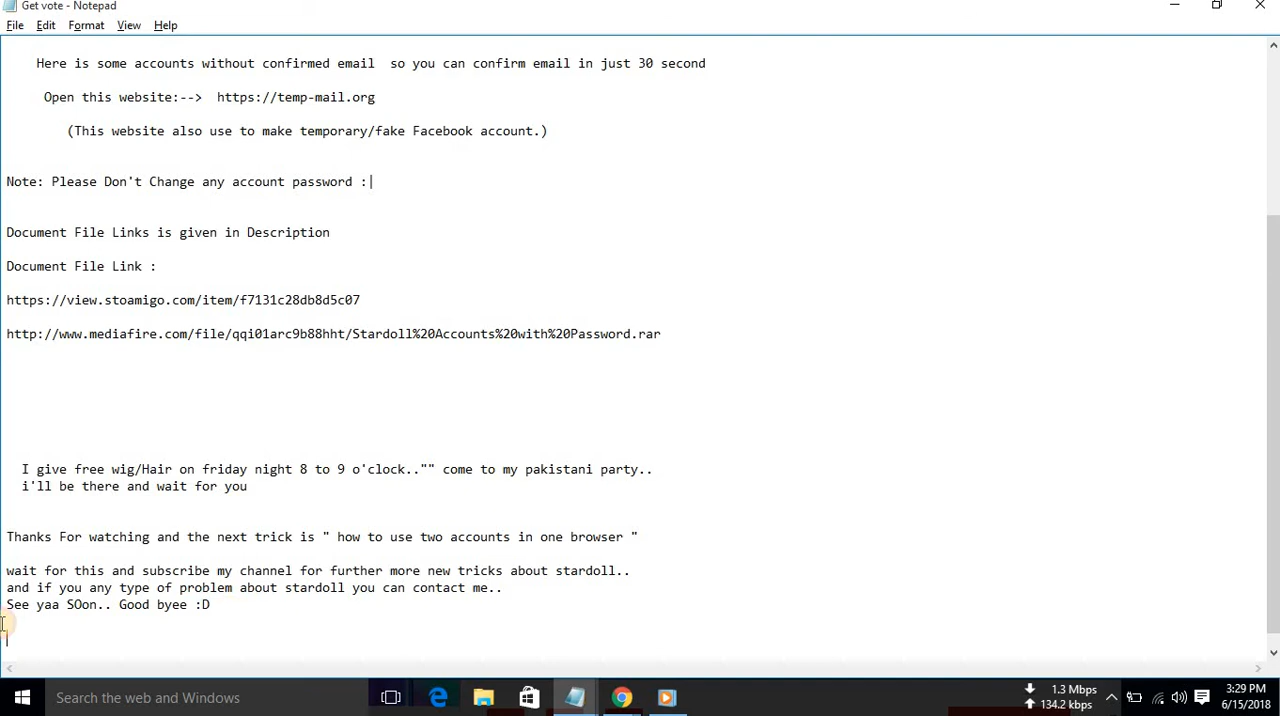 Get vote - Notepad
File Edit Format View Help
Here is some accounts without confirmed email  so you can confirm email in just 30 second
Open this website:-->  https://temp-mail.org
(This website also use to make temporary/fake Facebook account.)
Note: Please Don't Change any account password :|
Document File Links is given in Description
Document File Link :
https://view.stoamigo.com/item/f7131c28db8d5c07
http://www.mediafire.com/file/qqi01arc9b88hht/Stardoll%20Accounts%20with%20Password.rar
I give free wig/Hair on friday night 8 to 9 o'clock.."" come to my pakistani party..
i'll be there and wait for you
Thanks For watching and the next trick is " how to use two accounts in one browser "
wait for this and subscribe my channel for further more new tricks about stardoll..
and if you any type of problem about stardoll you can contact me..
See yaa SOon.. Good byee :D
Search the web and Windows
1.3 Mbps
134.2 kbps
3:29 PM
6/15/2018